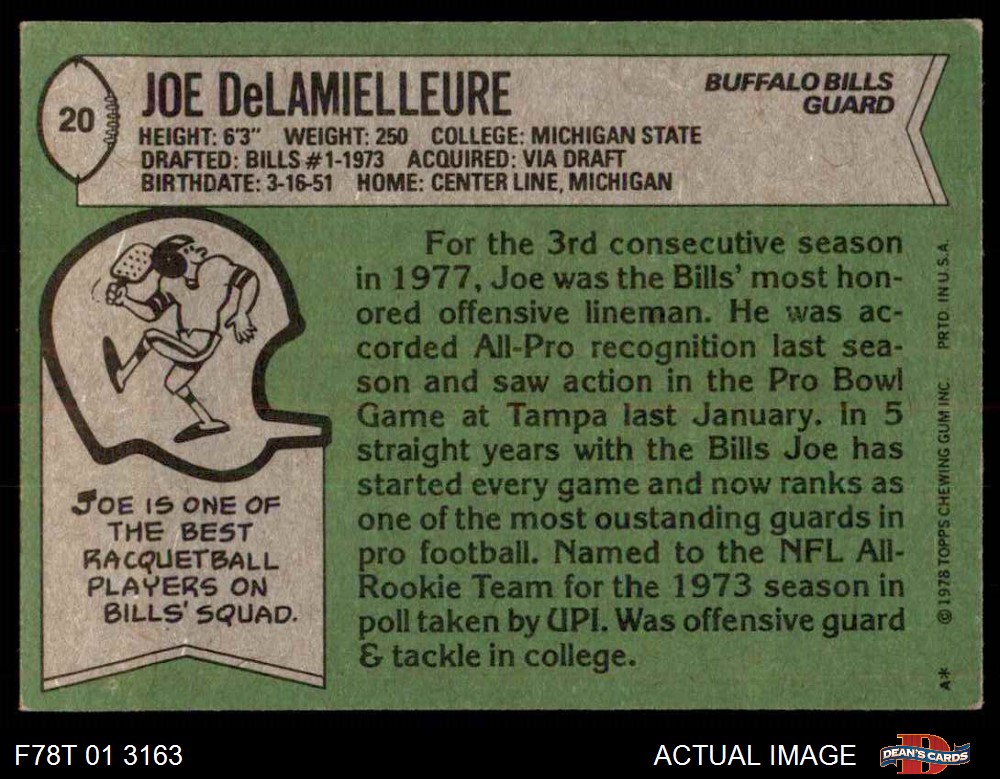 20
JOE DeLAMIELLEURE
BUFFALO BILLS
GUARD
HEIGHT: 6'3" WEIGHT: 250 COLLEGE: MICHIGAN STATE
DRAFTED: BILLS #1-1973 ACQUIRED: VIA DRAFT
BIRTHDATE: 3-16-51 HOME: CENTER LINE, MICHIGAN
JOE IS ONE OF
THE BEST
RACQUETBALL
PLAYERS ON
BILLS' SQUAD.
For the 3rd consecutive season
in 1977, Joe was the Bills' most hon-
ored offensive lineman. He was ac-
corded All-Pro recognition last sea-
son and saw action in the Pro Bowl
Game at Tampa last January. In 5
straight years with the Bills Joe has
started every game and now ranks as
one of the most oustanding guards in
pro football. Named to the NFL All-
Rookie Team for the 1973 season in
poll taken by UPI. Was offensive guard
& tackle in college.
A* © 1978 TOPPS CHEWING GUM INC. PRTD. IN U.S.A.
F78T 01 3163
ACTUAL IMAGE
D
DEAN'S CARDS